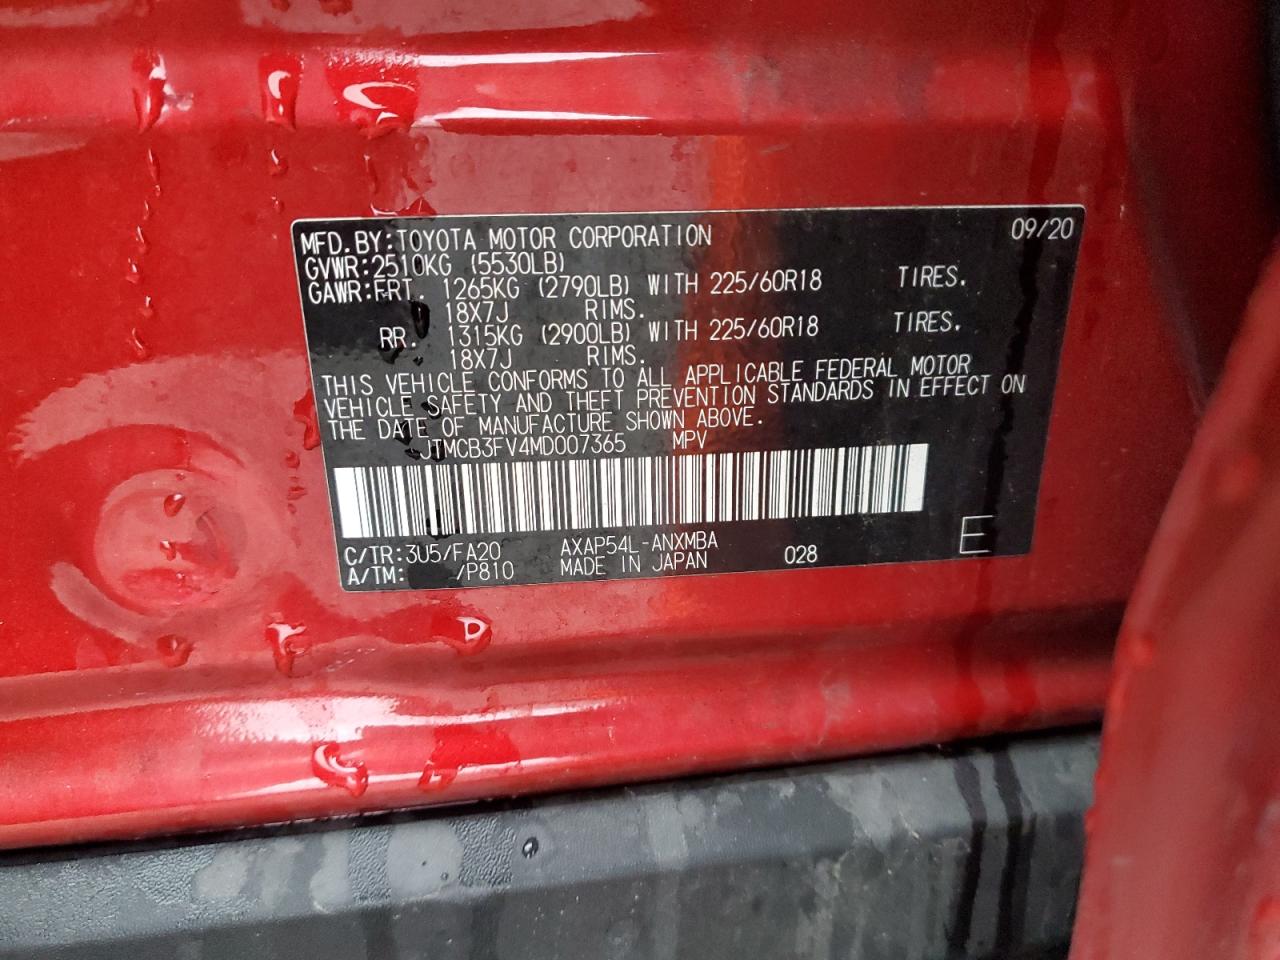 MFD.BY:TOYOTA MOTOR CORPORATION 09/20
GVWR:2510KG (5530LB)
GAWR:FRT. 1265KG (2790LB) WITH 225/60R18 TIRES.
18X7J RIMS.
RR. 1315KG (2900LB) WITH 225/60R18 TIRES.
18X7J RIMS.
THIS VEHICLE CONFORMS TO ALL APPLICABLE FEDERAL MOTOR
VEHICLE SAFETY AND THEFT PREVENTION STANDARDS IN EFFECT ON
THE DATE OF MANUFACTURE SHOWN ABOVE.
JTMCB3FV4MD007365 MPV
C/TR:3U5/FA20 AXAP54L-ANXMBA 028 E
A/TM: /P810 MADE IN JAPAN